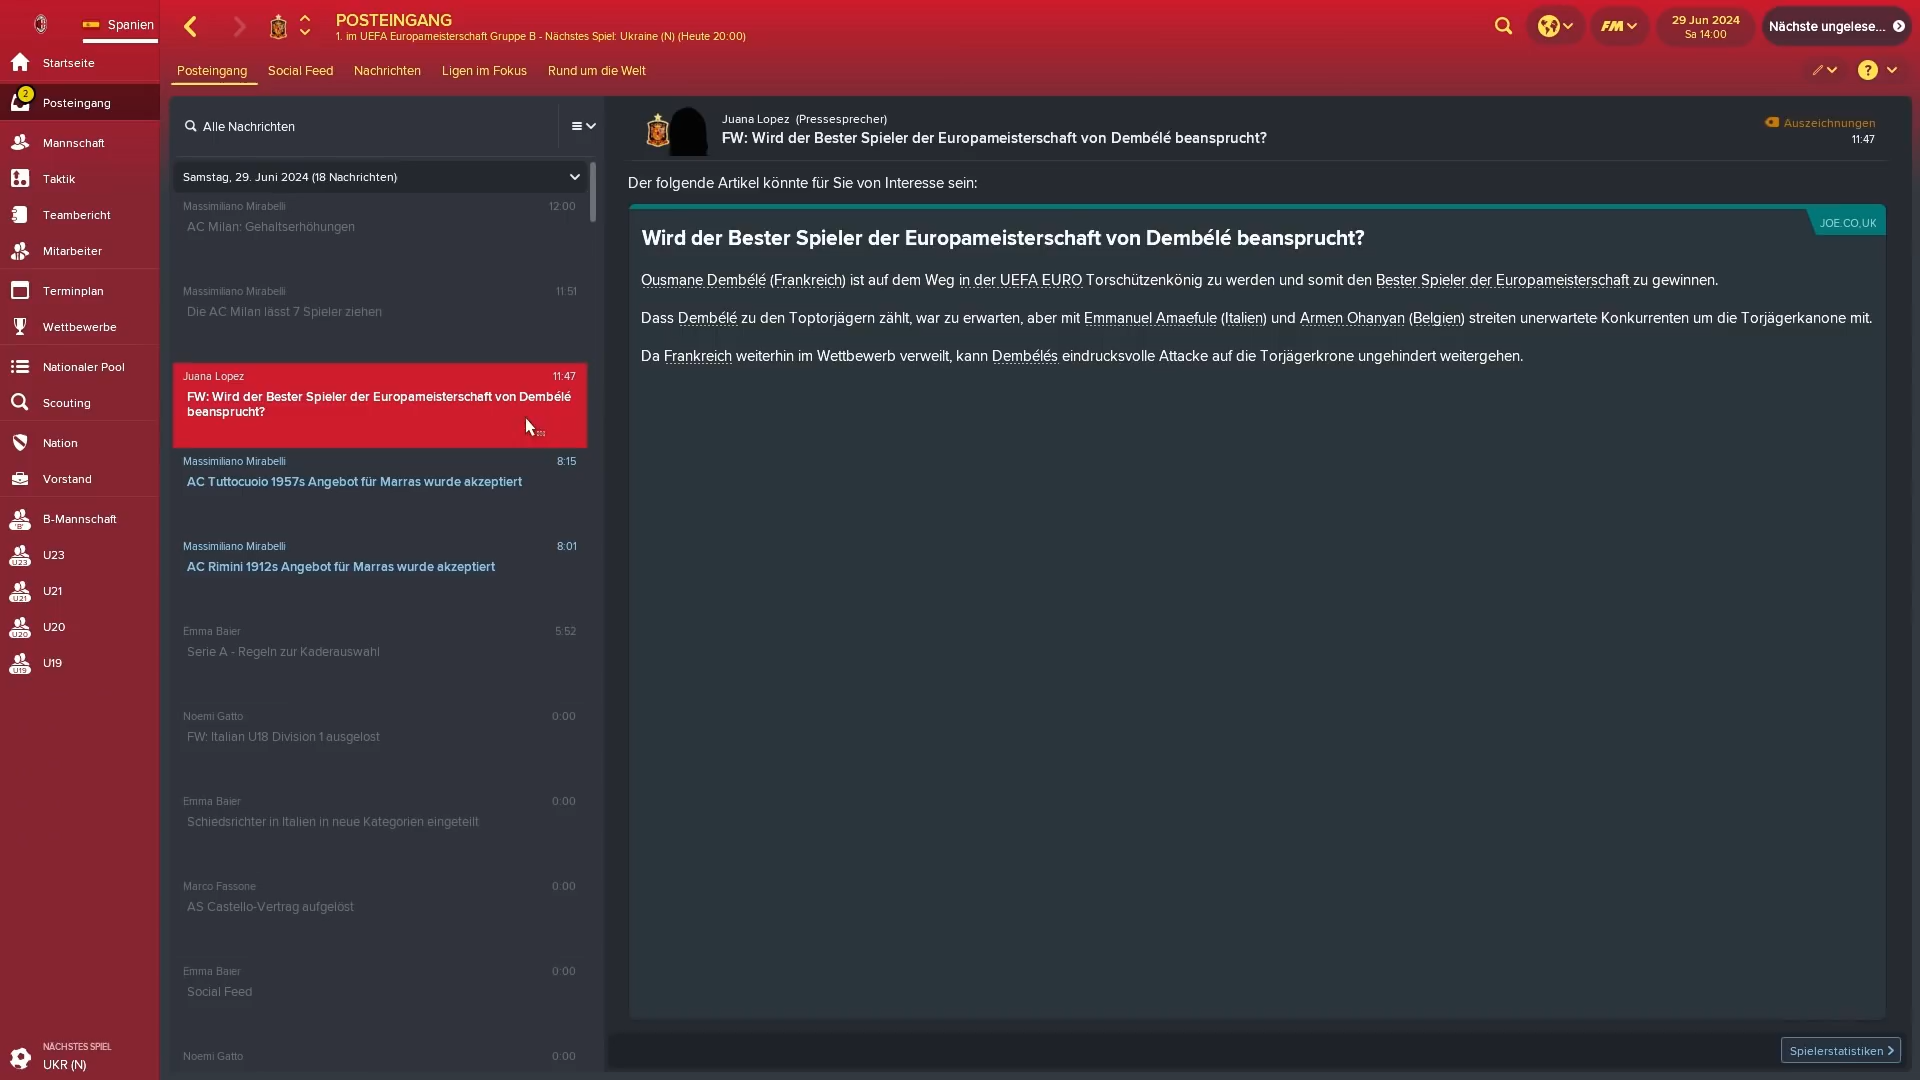 Spanien
POSTEINGANG
1. im UEFA Europameisterschaft Gruppe B - Nächstes Spiel: Ukraine (N) (Heute 20:00)
FM
29 Jun 2024
Sa 14:00
Nächste ungelese...
Posteingang
Social Feed
Nachrichten
Ligen im Fokus
Rund um die Welt
?
Startseite
2
Posteingang
Mannschaft
Taktik
Teambericht
Mitarbeiter
Terminplan
Wettbewerbe
Nationaler Pool
Scouting
Nation
Vorstand
'B'
B-Mannschaft
U23
U23
U21
U21
U20
U20
U19
U19
NÄCHSTES SPIEL
UKR (N)
Alle Nachrichten
Samstag, 29. Juni 2024 (18 Nachrichten)
Massimiliano Mirabelli 12:00
AC Milan: Gehaltserhöhungen
Massimiliano Mirabelli 11:51
Die AC Milan lässt 7 Spieler ziehen
Juana Lopez 11:47
FW: Wird der Bester Spieler der Europameisterschaft von Dembélé
beansprucht?
Massimiliano Mirabelli 8:15
AC Tuttocuoio 1957s Angebot für Marras wurde akzeptiert
Massimiliano Mirabelli 8:01
AC Rimini 1912s Angebot für Marras wurde akzeptiert
Emma Baier 5:52
Serie A - Regeln zur Kaderauswahl
Noemi Gatto 0:00
FW: Italian U18 Division 1 ausgelost
Emma Baier 0:00
Schiedsrichter in Italien in neue Kategorien eingeteilt
Marco Fassone 0:00
AS Castello-Vertrag aufgelöst
Emma Baier 0:00
Social Feed
Noemi Gatto 0:00
Juana Lopez (Pressesprecher)
FW: Wird der Bester Spieler der Europameisterschaft von Dembélé beansprucht?
Auszeichnungen
11:47
Der folgende Artikel könnte für Sie von Interesse sein:
JOE.CO,UK
Wird der Bester Spieler der Europameisterschaft von Dembélé beansprucht?
Ousmane Dembélé (Frankreich) ist auf dem Weg in der UEFA EURO Torschützenkönig zu werden und somit den Bester Spieler der Europameisterschaft zu gewinnen.
Dass Dembélé zu den Toptorjägern zählt, war zu erwarten, aber mit Emmanuel Amaefule (Italien) und Armen Ohanyan (Belgien) streiten unerwartete Konkurrenten um die Torjägerkanone mit.
Da Frankreich weiterhin im Wettbewerb verweilt, kann Dembélés eindrucksvolle Attacke auf die Torjägerkrone ungehindert weitergehen.
Spielerstatistiken